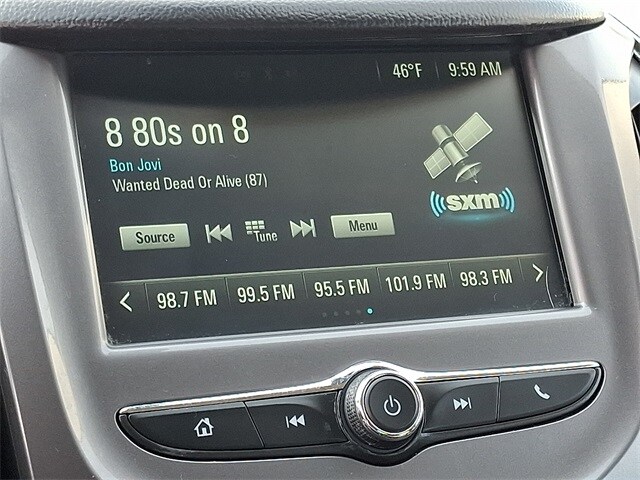 46°F 9:59 AM
8 80s on 8
Bon Jovi
Wanted Dead Or Alive (87)
sxm
Source Tune Menu
98.7 FM 99.5 FM 95.5 FM 101.9 FM 98.3 FM